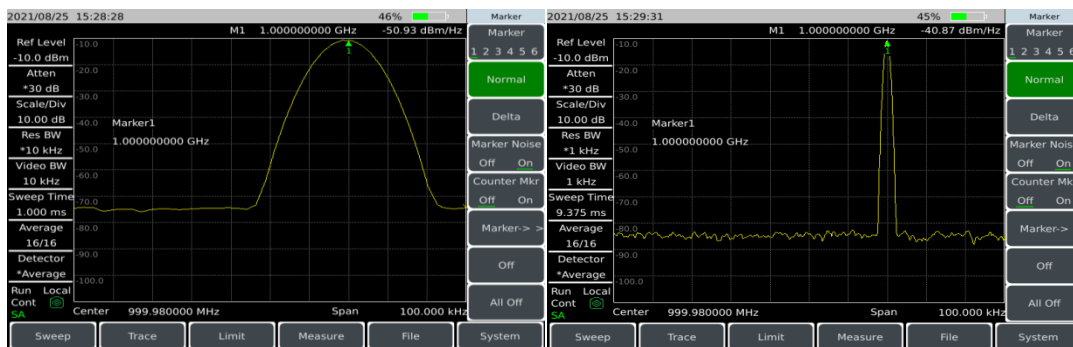 2021/08/25 15:28:28 46% Marker
M1 1.000000000 GHz -50.93 dBm/Hz
Ref Level
-10.0 dBm
Atten
*30 dB
Scale/Div
10.00 dB
Res BW
*10 kHz
Video BW
10 kHz
Sweep Time
1.000 ms
Average
16/16
Detector
*Average
Run Local
Cont
SA
-10.0
-20.0
-30.0
-40.0
-50.0
-60.0
-70.0
-80.0
-90.0
-100.0
1
Marker1
1.000000000 GHz
Center 999.980000 MHz Span 100.000 kHz
Marker
1 2 3 4 5 6
Normal
Delta
Marker Noise
Off On
Counter Mkr
Off On
Marker-> >
Off
All Off
Sweep Trace Limit Measure File System
2021/08/25 15:29:31 45% Marker
M1 1.000000000 GHz -40.87 dBm/Hz
Ref Level
-10.0 dBm
Atten
*30 dB
Scale/Div
10.00 dB
Res BW
*1 kHz
Video BW
1 kHz
Sweep Time
9.375 ms
Average
16/16
Detector
*Average
Run Local
Cont
SA
-10.0
-20.0
-30.0
-40.0
-50.0
-60.0
-70.0
-80.0
-90.0
-100.0
1
Marker1
1.000000000 GHz
Center 999.980000 MHz Span 100.000 kHz
Marker
1 2 3 4 5 6
Normal
Delta
Marker Nois
Off On
Counter Mkr
Off On
Marker->
Off
All Off
Sweep Trace Limit Measure File System